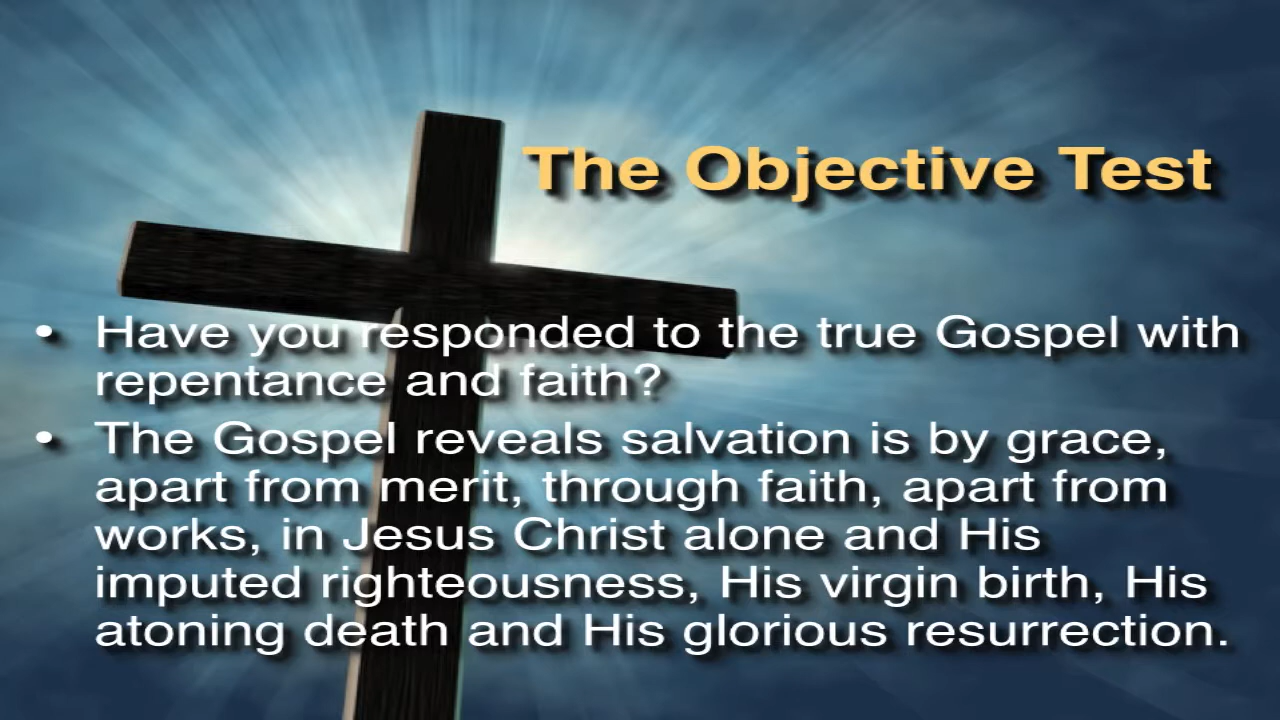 The Objective Test
• Have you responded to the true Gospel with
repentance and faith?
• The Gospel reveals salvation is by grace,
apart from merit, through faith, apart from
works, in Jesus Christ alone and His
imputed righteousness, His virgin birth, His
atoning death and His glorious resurrection.